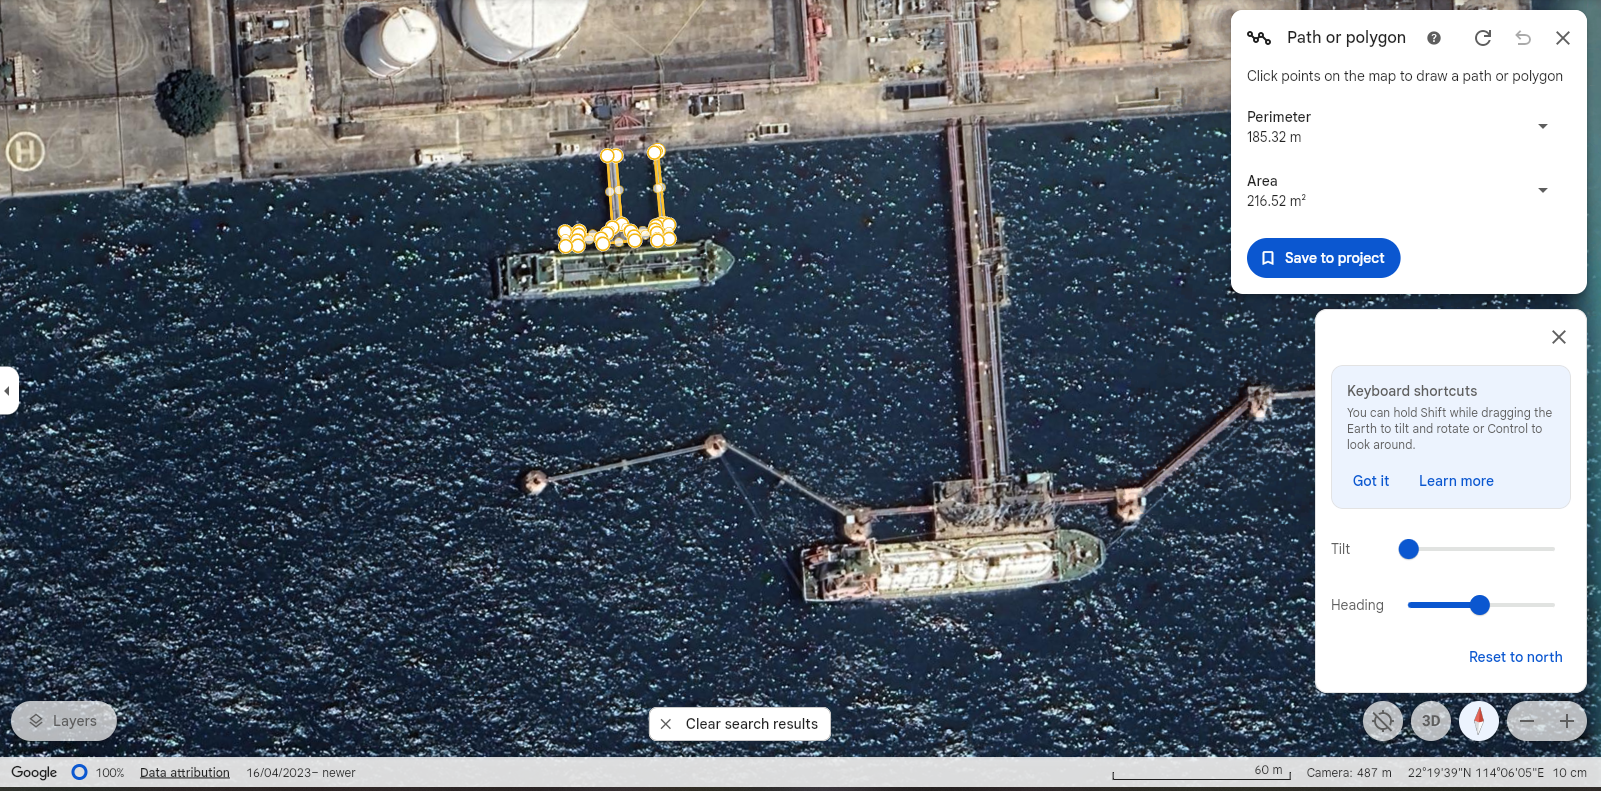 H
Path or polygon
Click points on the map to draw a path or polygon
Perimeter
185.32 m
Area
216.52 m²
Save to project
Keyboard shortcuts
You can hold Shift while dragging the
Earth to tilt and rotate or Control to
look around.
Got it Learn more
Tilt
Heading
Reset to north
Layers
Clear search results
3D
Google 100% Data attribution 16/04/2023– newer 60 m Camera: 487 m 22°19'39"N 114°06'05"E 10 cm